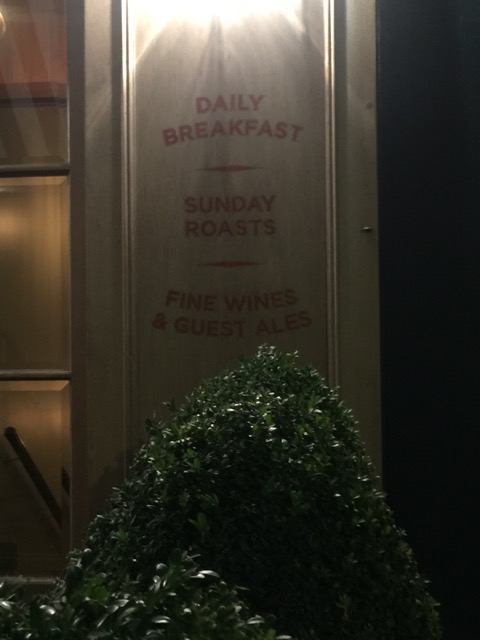 DAILY
BREAKFAST
SUNDAY
ROASTS
FINE WINES
& GUEST ALES